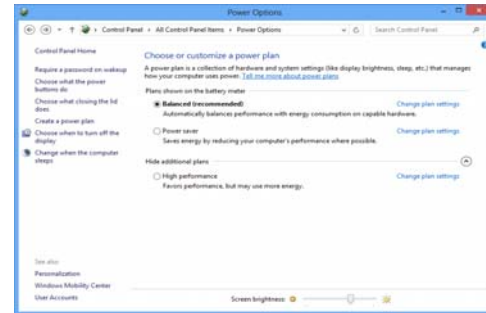 Power Options
Control Panel ▸ All Control Panel Items ▸ Power Options
Search Control Panel
Control Panel Home
Require a password on wakeup
Choose what the power
buttons do
Choose what closing the lid
does
Create a power plan
Choose when to turn off the
display
Change when the computer
sleeps
Choose or customize a power plan
A power plan is a collection of hardware and system settings (like display brightness, sleep, etc.) that manages
how your computer uses power. Tell me more about power plans
Plans shown on the battery meter
Balanced (recommended) Change plan settings
Automatically balances performance with energy consumption on capable hardware.
Power saver Change plan settings
Saves energy by reducing your computer's performance where possible.
Hide additional plans
High performance Change plan settings
Favors performance, but may use more energy.
See also
Personalization
Windows Mobility Center
User Accounts
Screen brightness: